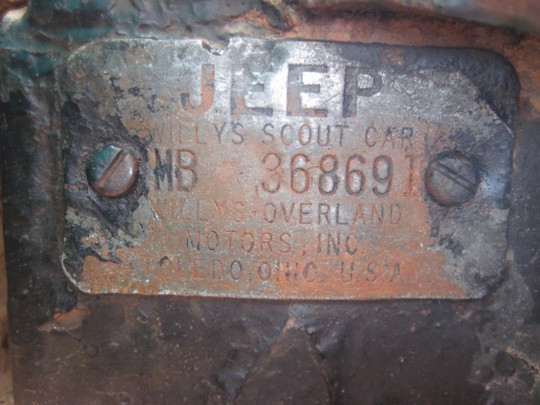 JEEP
WILLYS SCOUT CAR
MB 368691
WILLYS-OVERLAND
MOTORS, INC
TOLEDO, OHIO, U.S.A.